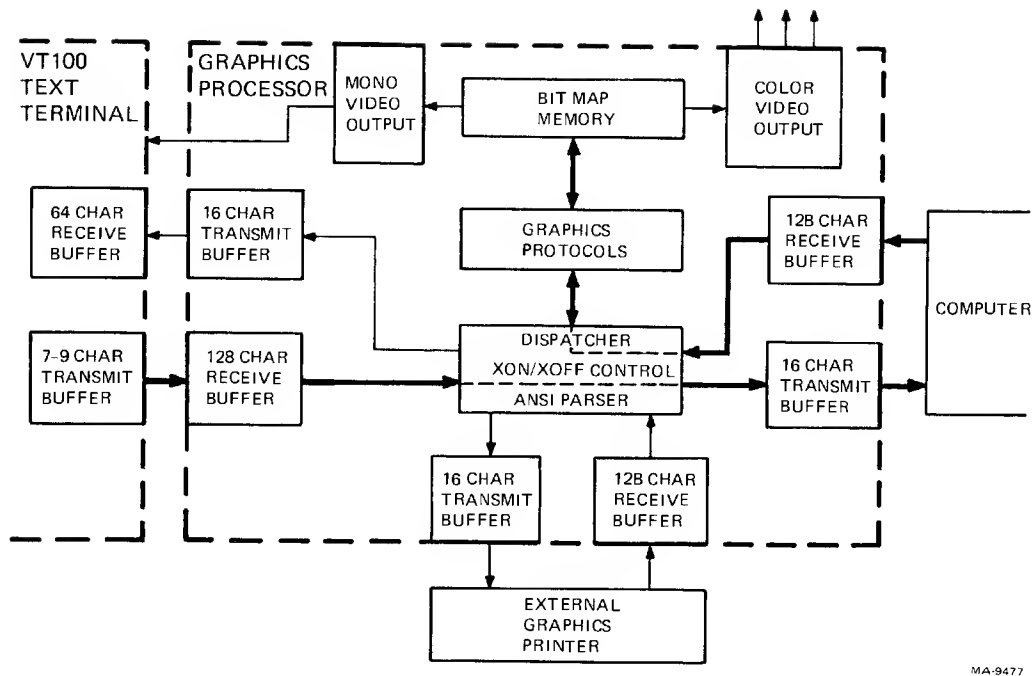 VT100
TEXT
TERMINAL
GRAPHICS
PROCESSOR
MONO
VIDEO
OUTPUT
BIT MAP
MEMORY
COLOR
VIDEO
OUTPUT
64 CHAR
RECEIVE
BUFFER
16 CHAR
TRANSMIT
BUFFER
GRAPHICS
PROTOCOLS
12B CHAR
RECEIVE
BUFFER
COMPUTER
7-9 CHAR
TRANSMIT
BUFFER
128 CHAR
RECEIVE
BUFFER
DISPATCHER
XON/XOFF CONTROL
ANSI PARSER
16 CHAR
TRANSMIT
BUFFER
16 CHAR
TRANSMIT
BUFFER
12B CHAR
RECEIVE
BUFFER
EXTERNAL
GRAPHICS
PRINTER
MA-9477